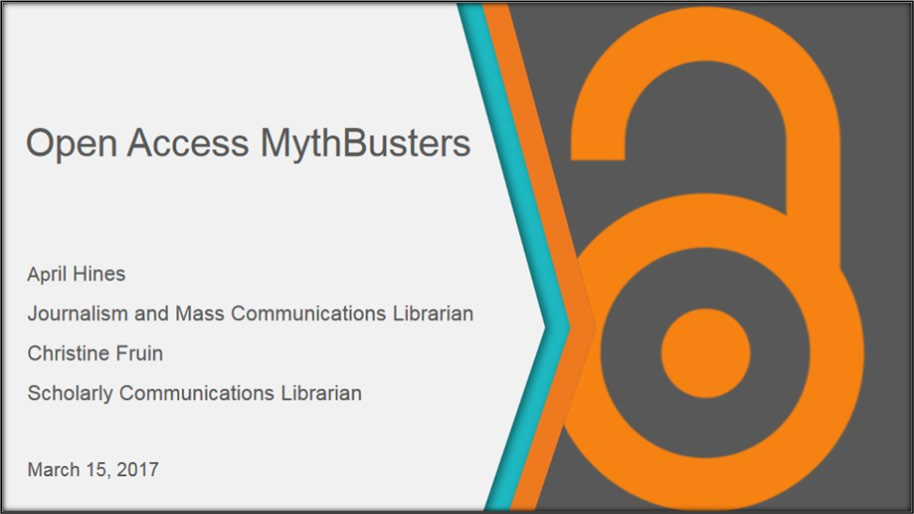 Open Access MythBusters
April Hines
Journalism and Mass Communications Librarian
Christine Fruin
Scholarly Communications Librarian
March 15, 2017